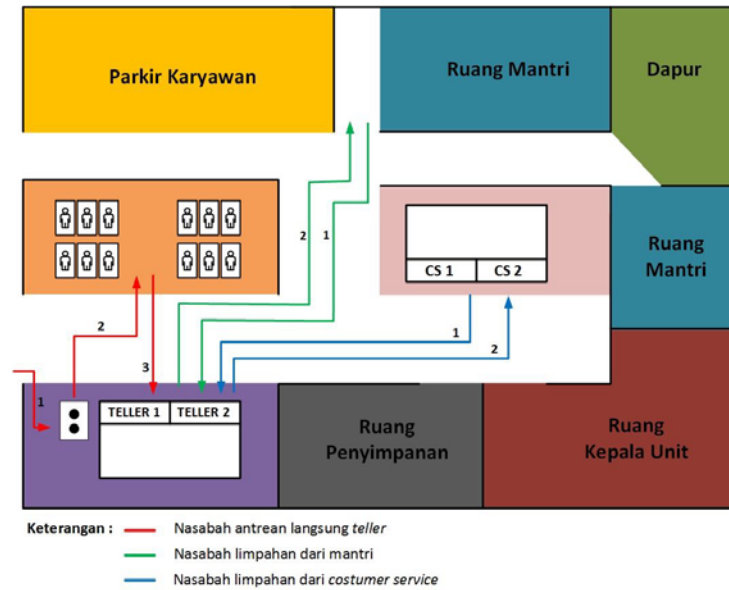 Parkir Karyawan
Ruang Mantri
Dapur
2
1
CS 1
CS 2
Ruang
Mantri
2
1
2
3
1
TELLER 1
TELLER 2
Ruang
Penyimpanan
Ruang
Kepala Unit
Keterangan :
Nasabah antrean langsung teller
Nasabah limpahan dari mantri
Nasabah limpahan dari costumer service